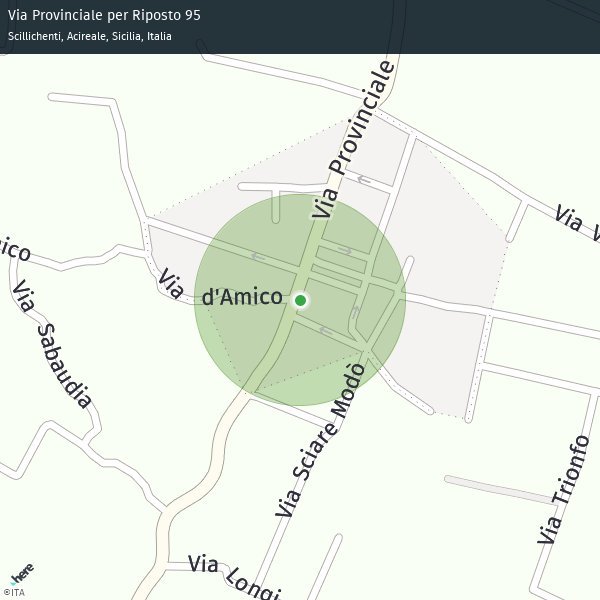 Via Provinciale per Riposto 95
Scillichenti, Acireale, Sicilia, Italia
Via Provinciale
Via
Via
d'Amico
Via Sabaudia
Via Sciare Modò
Via Trionfo
Via Longi
here
©ITA